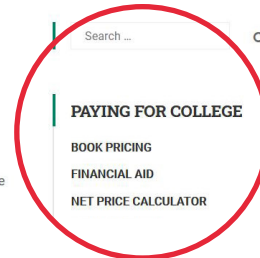 Search ...
PAYING FOR COLLEGE
BOOK PRICING
FINANCIAL AID
NET PRICE CALCULATOR